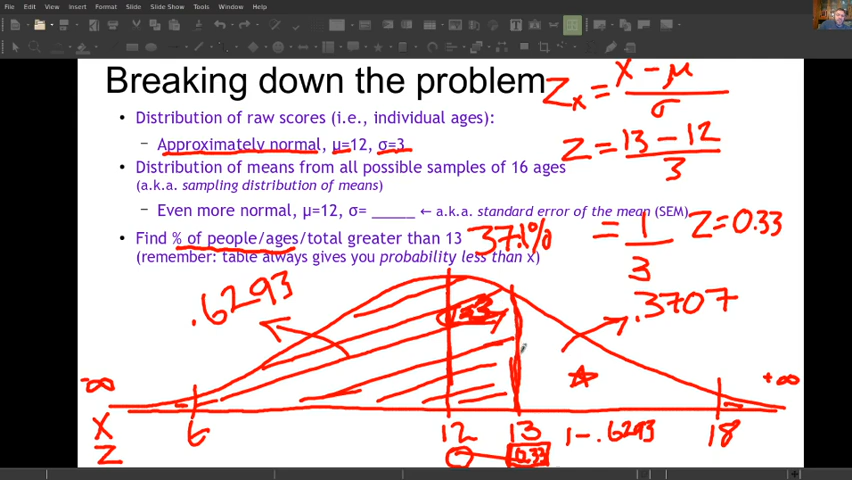 File Edit View Insert Format Slide Slide Show Tools Window Help
Breaking down the problem
Zx = X - μ / σ
• Distribution of raw scores (i.e., individual ages):
– Approximately normal, μ=12, σ=3
Z = 13 - 12 / 3
• Distribution of means from all possible samples of 16 ages
(a.k.a. sampling distribution of means)
– Even more normal, μ=12, σ= _____ ← a.k.a. standard error of the mean (SEM)
• Find % of people/ages/total greater than 13
37.1%
= 1 / 3
Z=0.33
(remember: table always gives you probability less than x)
.6293
.3707
-∞
+∞
X
6
12
13
1 - .6293
18
Z
0
0.33